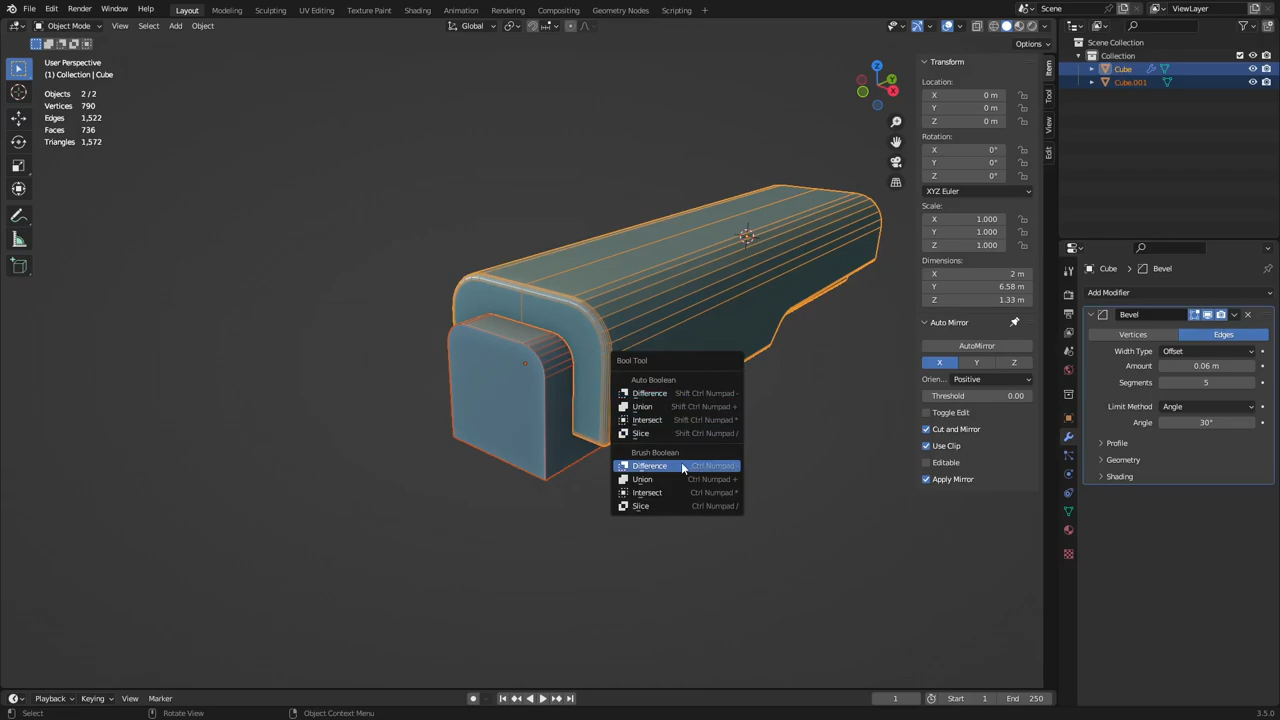 File Edit Render Window Help Layout Modeling Sculpting UV Editing Texture Paint Shading Animation Rendering Compositing Geometry Nodes Scripting + Scene ViewLayer
Object Mode View Select Add Object Global
Options
User Perspective
(1) Collection | Cube
Objects 2 / 2
Vertices 790
Edges 1,522
Faces 736
Triangles 1,572
Z
Y
X
Transform
Location:
X 0 m
Y 0 m
Z 0 m
Rotation:
X 0°
Y 0°
Z 0°
XYZ Euler
Scale:
X 1.000
Y 1.000
Z 1.000
Dimensions:
X 2 m
Y 6.58 m
Z 1.33 m
Auto Mirror
AutoMirror
X Y Z
Orien... Positive
Threshold 0.00
Toggle Edit
Cut and Mirror
Use Clip
Editable
Apply Mirror
Item
Tool
View
Edit
Bool Tool
Auto Boolean
Difference Shift Ctrl Numpad -
Union Shift Ctrl Numpad +
Intersect Shift Ctrl Numpad *
Slice Shift Ctrl Numpad /
Brush Boolean
Difference Ctrl Numpad -
Union Ctrl Numpad +
Intersect Ctrl Numpad *
Slice Ctrl Numpad /
Scene Collection
Collection
Cube
Cube.001
Cube > Bevel
Add Modifier
Bevel
Vertices Edges
Width Type Offset
Amount 0.06 m
Segments 5
Limit Method Angle
Angle 30°
Profile
Geometry
Shading
Playback Keying View Marker 1 Start 1 End 250
Select Rotate View Object Context Menu 3.5.0